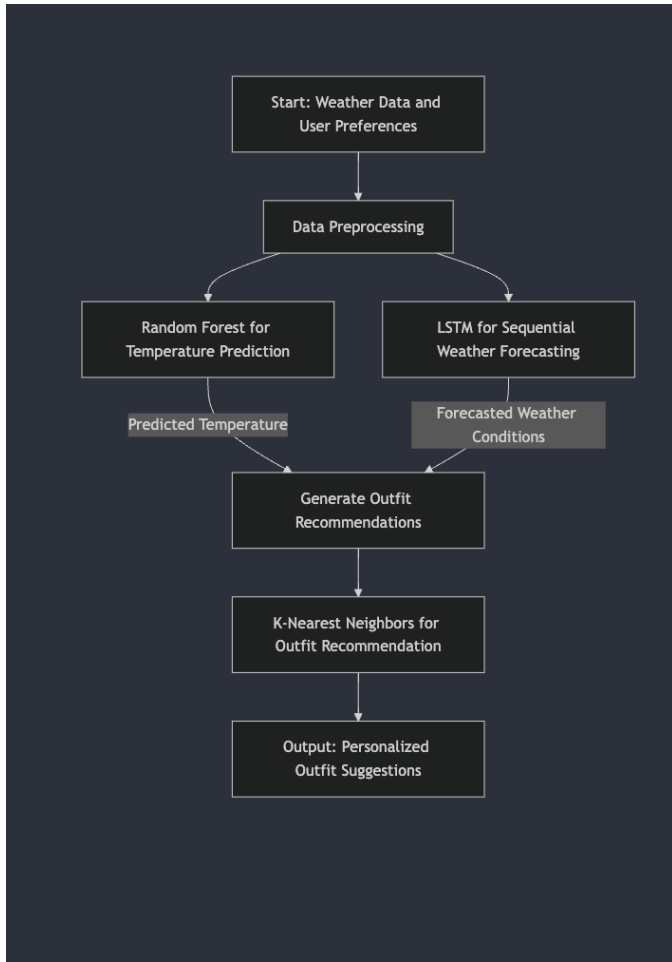 Start: Weather Data and
User Preferences
Data Preprocessing
Random Forest for
Temperature Prediction
LSTM for Sequential
Weather Forecasting
Predicted Temperature
Forecasted Weather
Conditions
Generate Outfit
Recommendations
K-Nearest Neighbors for
Outfit Recommendation
Output: Personalized
Outfit Suggestions